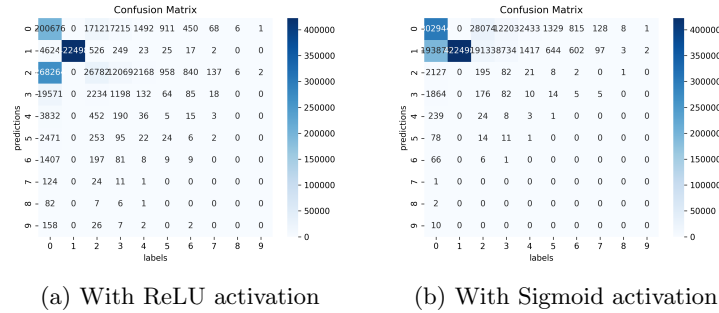 Confusion Matrix
0 200676 0 17121 7215 1492 911 450 68 6 1
1 4624 526 249 23 25 17 2 0 0
2 26782 12069 2168 958 840 137 6 2
3 19571 0 2234 1198 132 64 85 18 0 0
4 3832 0 452 190 36 5 15 3 0 0
5 2471 0 253 95 22 24 6 2 0 0
6 1407 0 197 81 8 9 9 0 0 0
7 124 0 24 11 1 0 0 0 0 0
8 82 0 7 6 1 0 0 0 0 0
9 158 0 26 7 2 0 2 0 0 0
0 1 2 3 4 5 6 7 8 9
labels
predictions
400000
350000
300000
250000
200000
150000
100000
50000
0
(a) With ReLU activation
Confusion Matrix
0 0 28074 12203 2433 1329 815 128 8 1
1 8734 1417 644 602 97 3 2
2 2127 0 195 82 21 8 2 0 1 0
3 1864 0 176 82 10 14 5 5 0 0
4 239 0 24 8 3 1 0 0 0 0
5 78 0 14 11 1 0 0 0 0 0
6 66 0 6 1 0 0 0 0 0 0
7 1 0 0 0 0 0 0 0 0 0
8 2 0 0 0 0 0 0 0 0 0
9 10 0 0 0 0 0 0 0 0 0
0 1 2 3 4 5 6 7 8 9
labels
predictions
400000
350000
300000
250000
200000
150000
100000
50000
0
(b) With Sigmoid activation